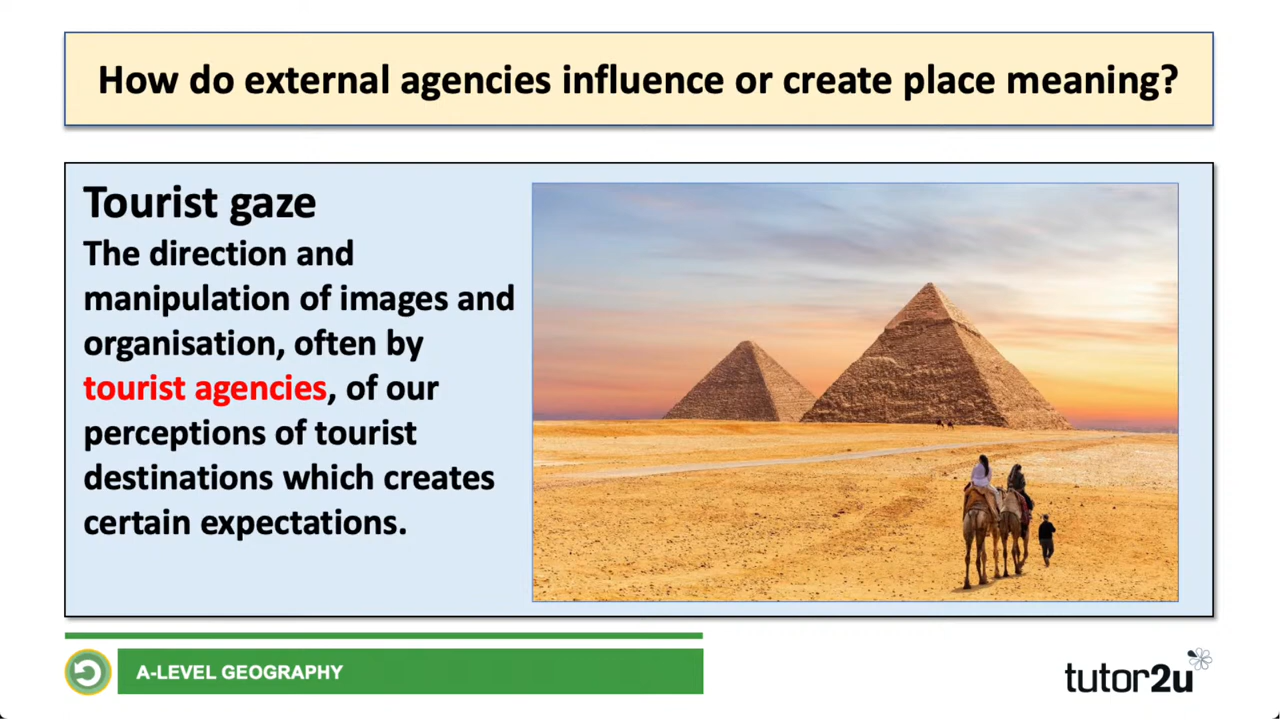 How do external agencies influence or create place meaning?
Tourist gaze
The direction and
manipulation of images and
organisation, often by
tourist agencies, of our
perceptions of tourist
destinations which creates
certain expectations.
A-LEVEL GEOGRAPHY
tutor2u